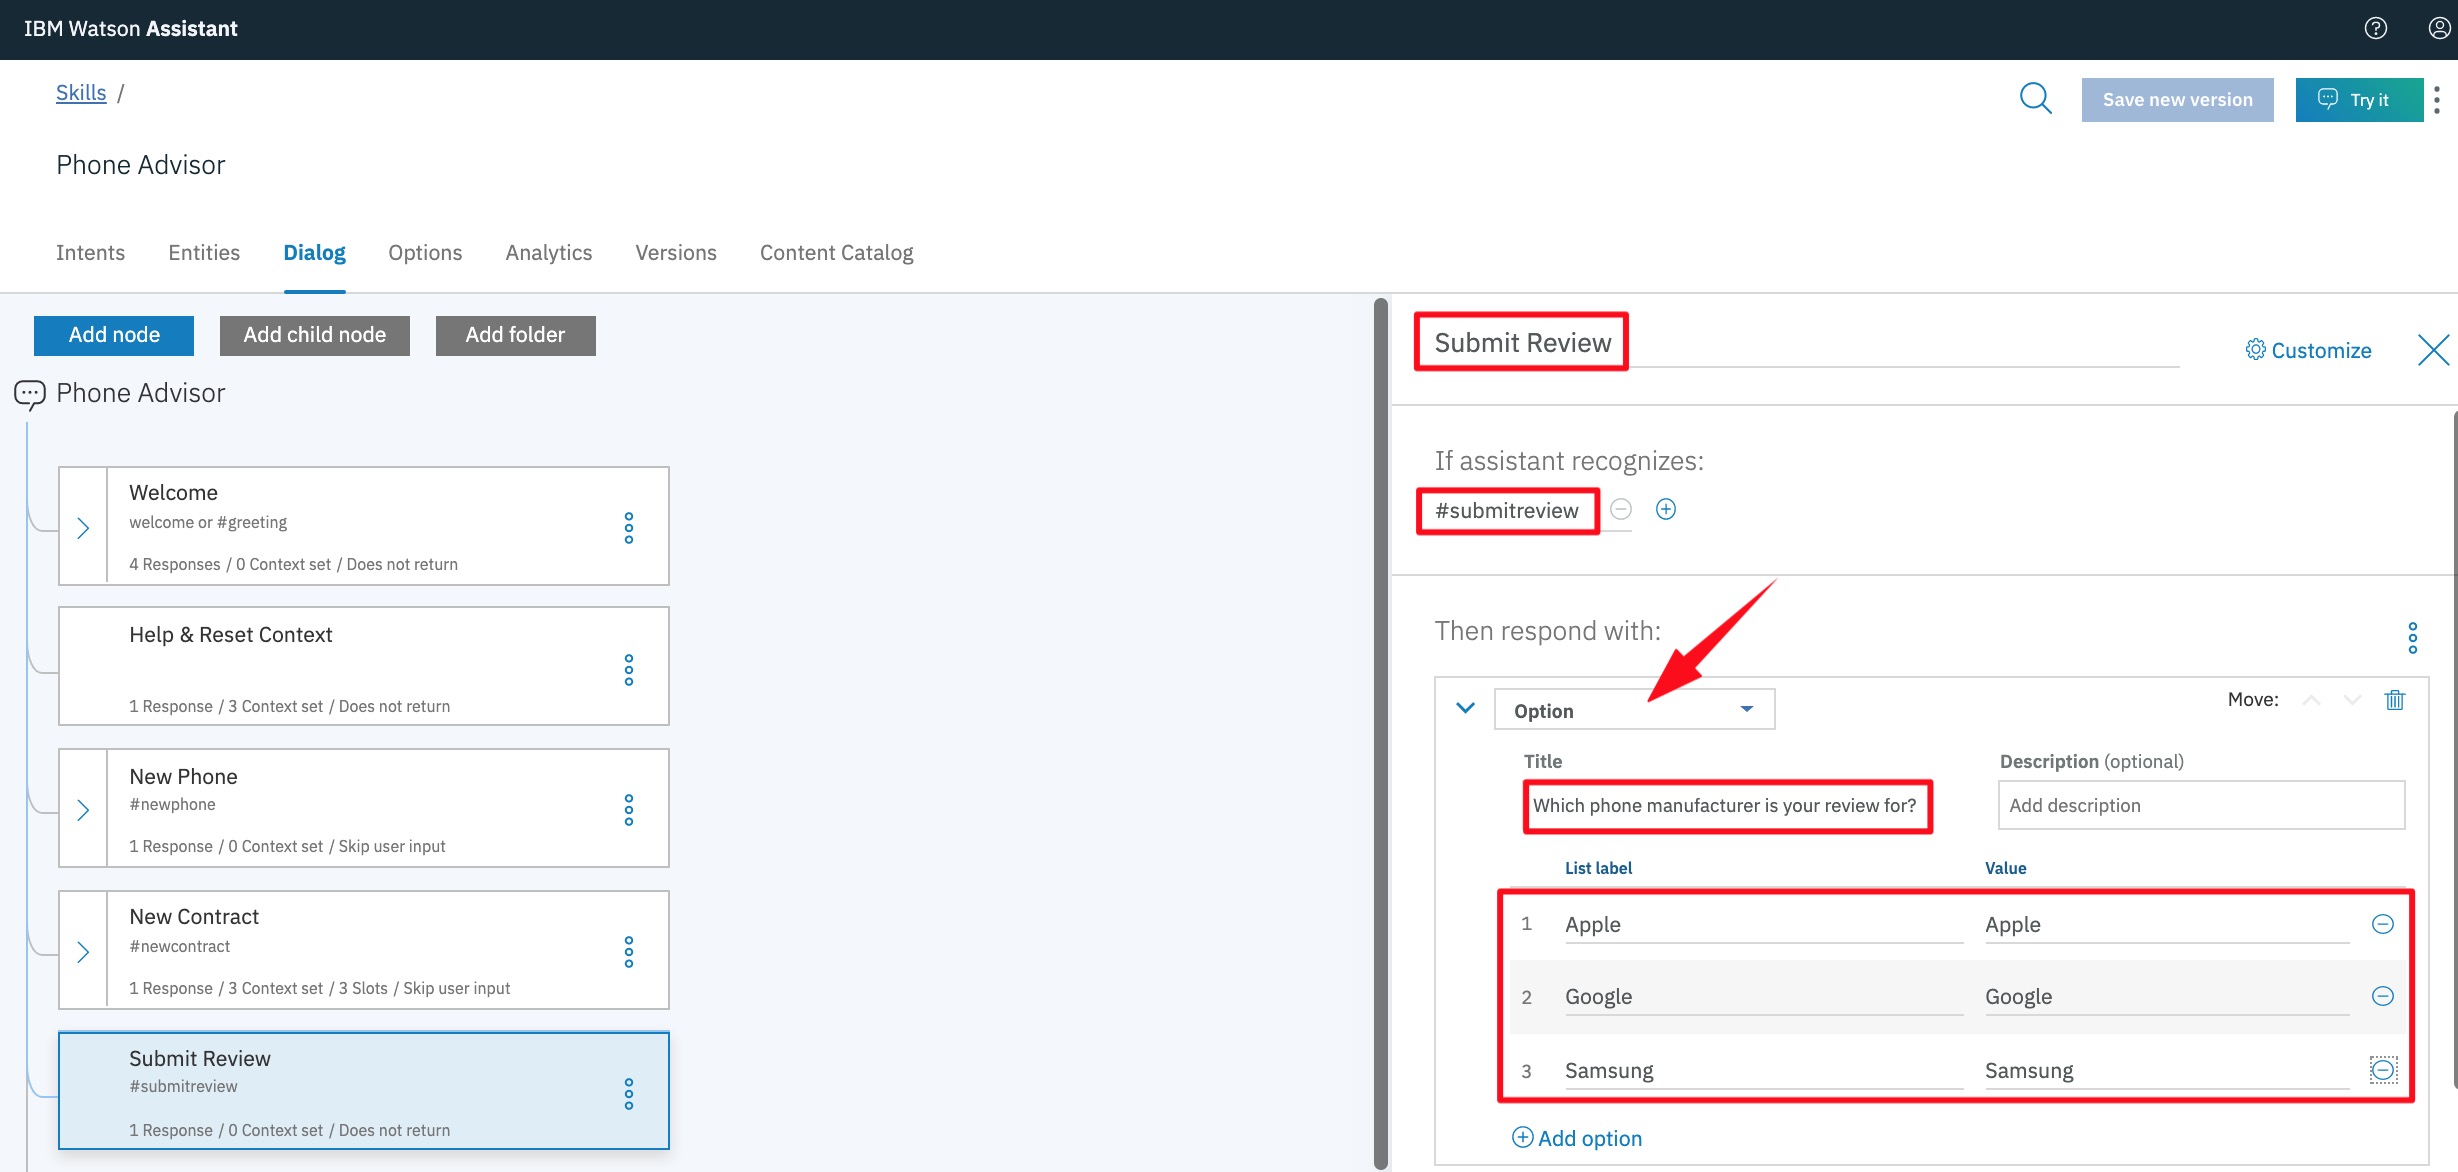 IBM Watson Assistant
Skills /
Save new version
Try it
Phone Advisor
Intents Entities Dialog Options Analytics Versions Content Catalog
Add node Add child node Add folder
Phone Advisor
Welcome
welcome or #greeting
4 Responses / 0 Context set / Does not return
Help & Reset Context
1 Response / 3 Context set / Does not return
New Phone
#newphone
1 Response / 0 Context set / Skip user input
New Contract
#newcontract
1 Response / 3 Context set / 3 Slots / Skip user input
Submit Review
#submitreview
1 Response / 0 Context set / Does not return
Submit Review
Customize
If assistant recognizes:
#submitreview
Then respond with:
Option
Move:
Title
Description (optional)
Which phone manufacturer is your review for?
Add description
List label Value
1 Apple Apple
2 Google Google
3 Samsung Samsung
Add option